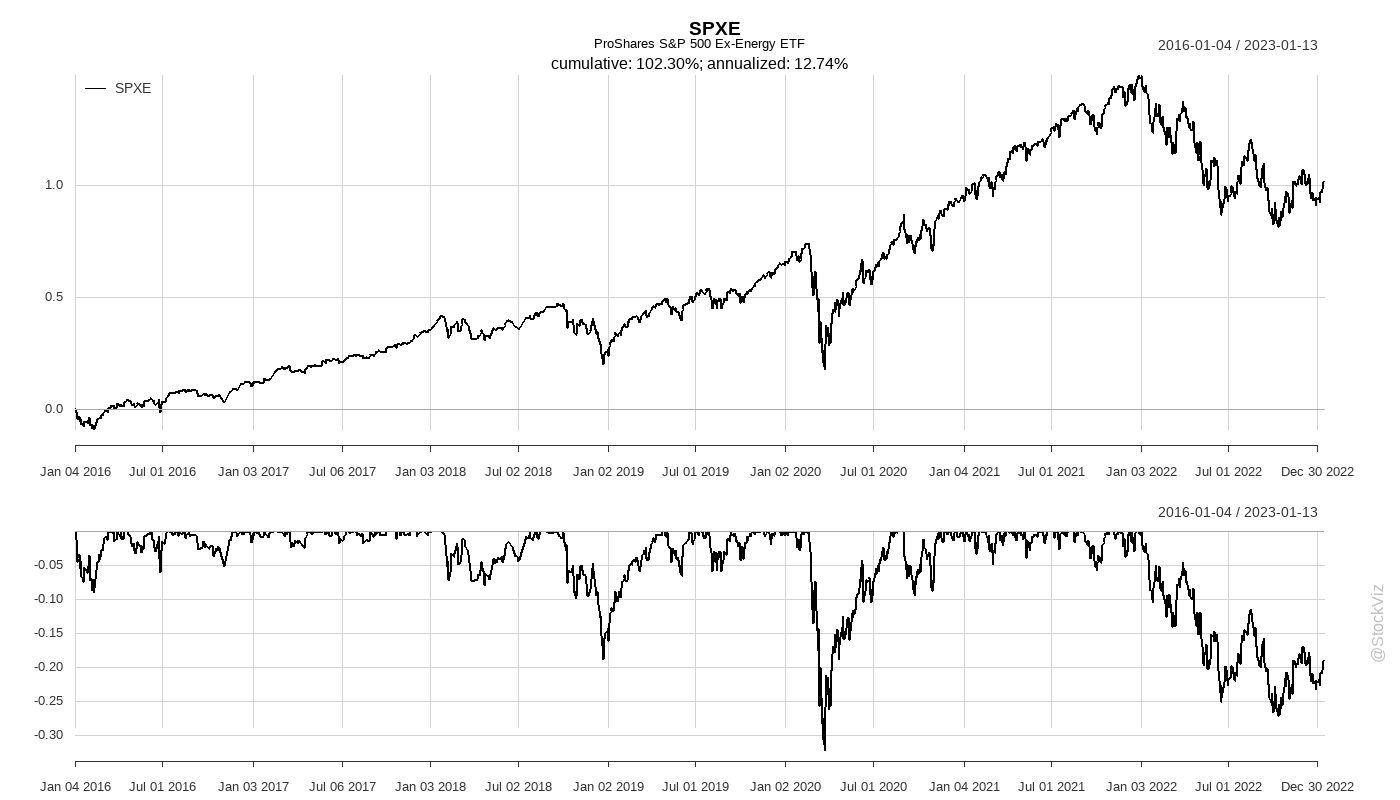 SPXE
ProShares S&P 500 Ex-Energy ETF
2016-01-04 / 2023-01-13
cumulative: 102.30%; annualized: 12.74%
SPXE
1.0
0.5
0.0
Jan 04 2016 Jul 01 2016 Jan 03 2017 Jul 06 2017 Jan 03 2018 Jul 02 2018 Jan 02 2019 Jul 01 2019 Jan 02 2020 Jul 01 2020 Jan 04 2021 Jul 01 2021 Jan 03 2022 Jul 01 2022 Dec 30 2022
2016-01-04 / 2023-01-13
-0.05
-0.10
-0.15
-0.20
-0.25
-0.30
Jan 04 2016 Jul 01 2016 Jan 03 2017 Jul 06 2017 Jan 03 2018 Jul 02 2018 Jan 02 2019 Jul 01 2019 Jan 02 2020 Jul 01 2020 Jan 04 2021 Jul 01 2021 Jan 03 2022 Jul 01 2022 Dec 30 2022
@StockViz